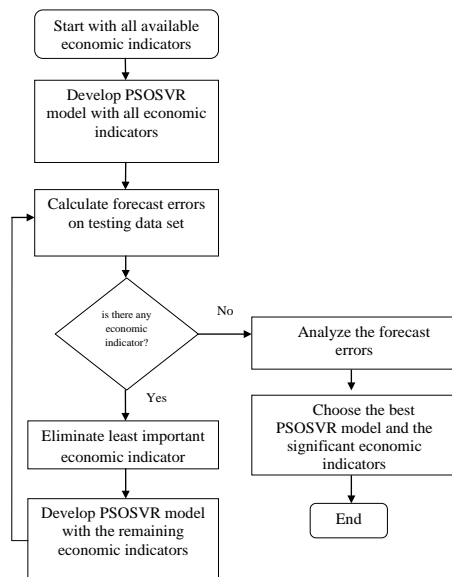 Start with all available
economic indicators
Develop PSOSVR
model with all economic
indicators
Calculate forecast errors
on testing data set
is there any
economic
indicator?
No
Yes
Eliminate least important
economic indicator
Develop PSOSVR model
with the remaining
economic indicators
Analyze the forecast
errors
Choose the best
PSOSVR model and the
significant economic
indicators
End